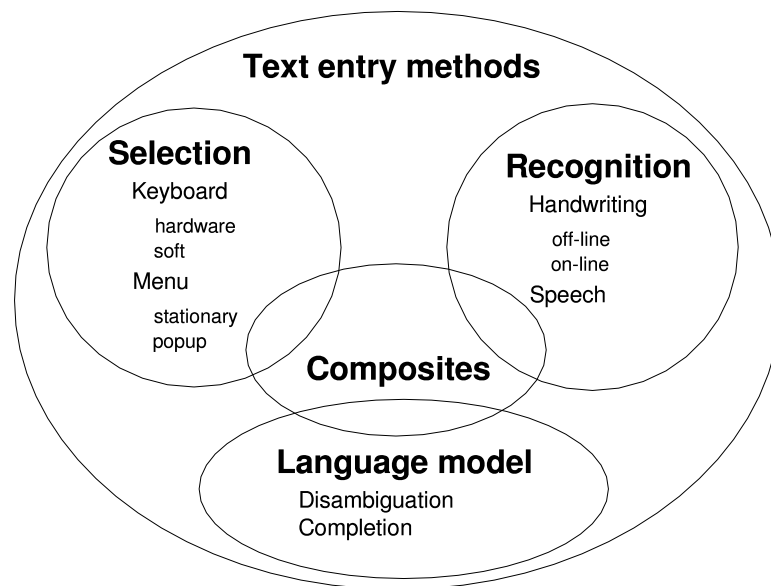 Text entry methods
Selection
Keyboard
hardware
soft
Menu
stationary
popup
Recognition
Handwriting
off-line
on-line
Speech
Composites
Language model
Disambiguation
Completion